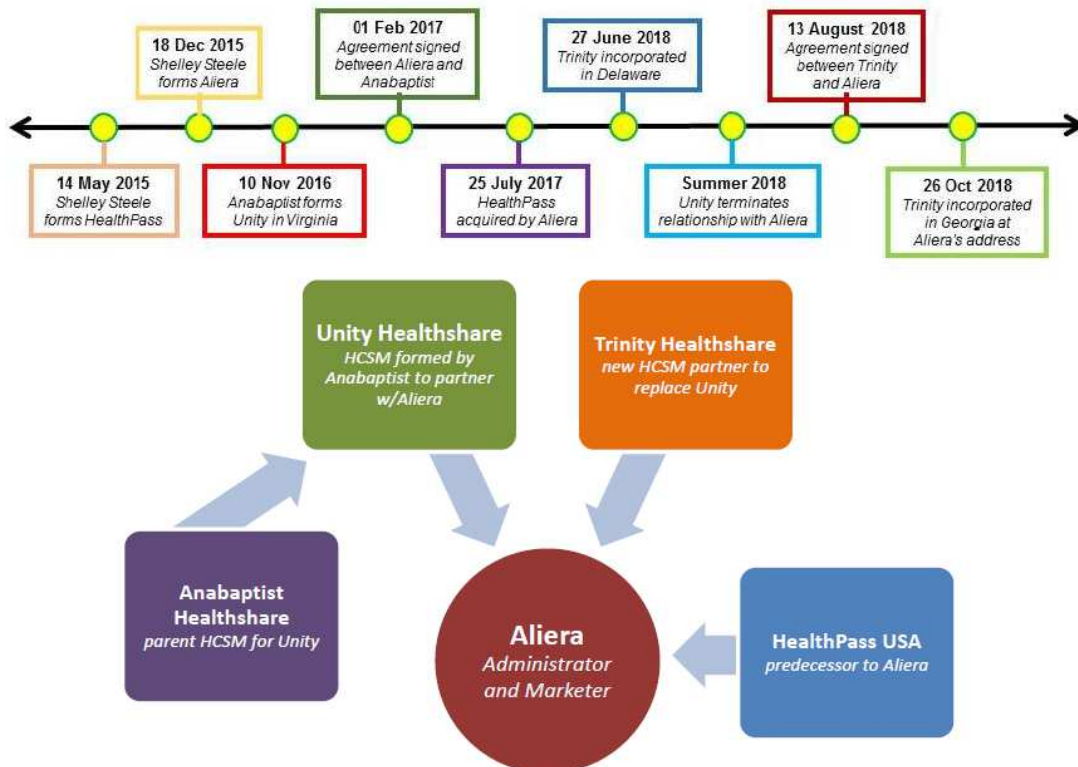 18 Dec 2015
Shelley Steele
forms Aliera
01 Feb 2017
Agreement signed
between Aliera and
Anabaptist
27 June 2018
Trinity incorporated
in Delaware
13 August 2018
Agreement signed
between Trinity
and Aliera
14 May 2015
Shelley Steele
forms HealthPass
10 Nov 2016
Anabaptist forms
Unity in Virginia
25 July 2017
HealthPass
acquired by Aliera
Summer 2018
Unity terminates
relationship with Aliera
26 Oct 2018
Trinity incorporated
in Georgia at
Aliera's address
Unity Healthshare
HCSM formed by
Anabaptist to partner
w/Aliera
Trinity Healthshare
new HCSM partner to
replace Unity
Anabaptist
Healthshare
parent HCSM for Unity
Aliera
Administrator
and Marketer
HealthPass USA
predecessor to Aliera